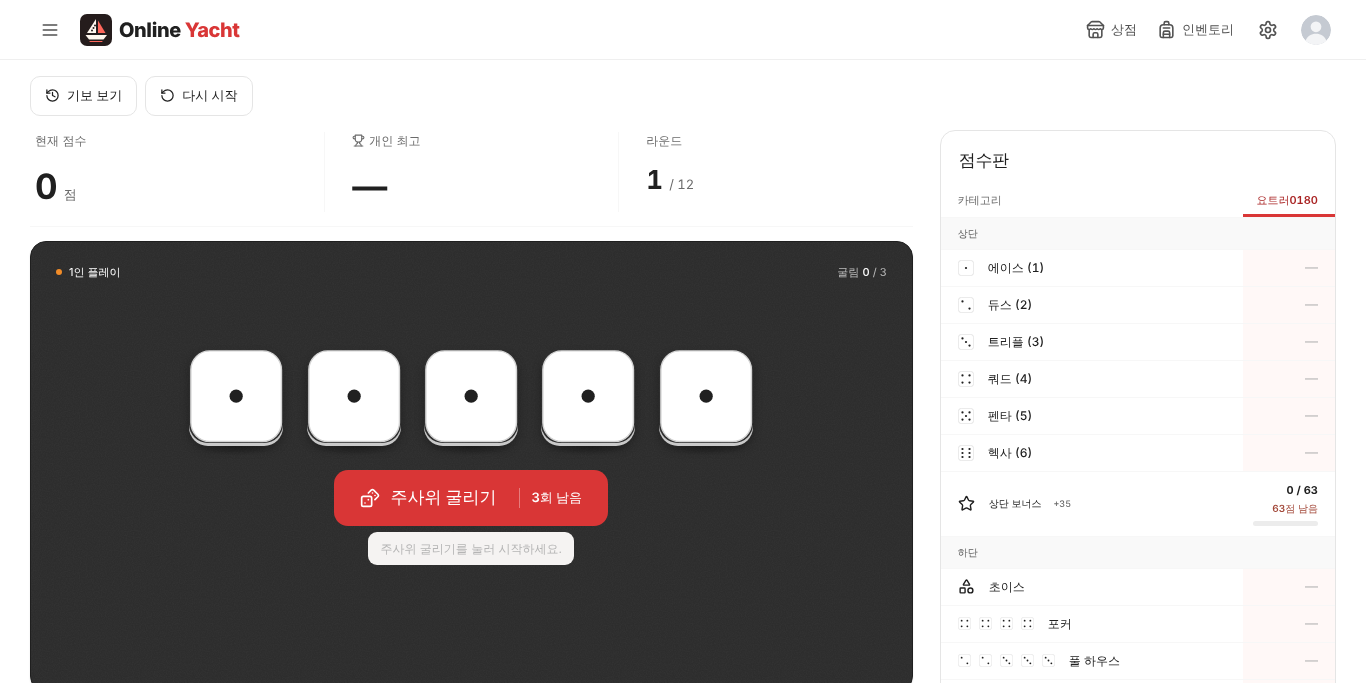 Online Yacht
상점
인벤토리
기보 보기
다시 시작
현재 점수
0 점
개인 최고
—
라운드
1 / 12
1인 플레이
굴림 0 / 3
주사위 굴리기
3회 남음
주사위 굴리기를 눌러 시작하세요.
점수판
카테고리
요트러0180
상단
에이스 (1) —
듀스 (2) —
트리플 (3) —
쿼드 (4) —
펜타 (5) —
헥사 (6) —
상단 보너스 +35
0 / 63
63점 남음
하단
초이스 —
포커 —
풀 하우스 —